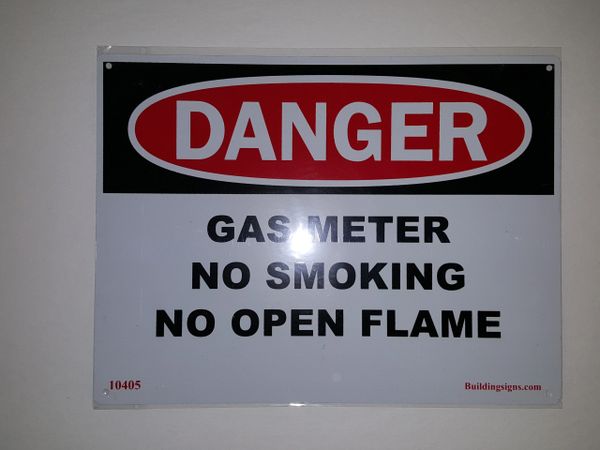 DANGER
GAS METER
NO SMOKING
NO OPEN FLAME
10405 Buildingsigns.com